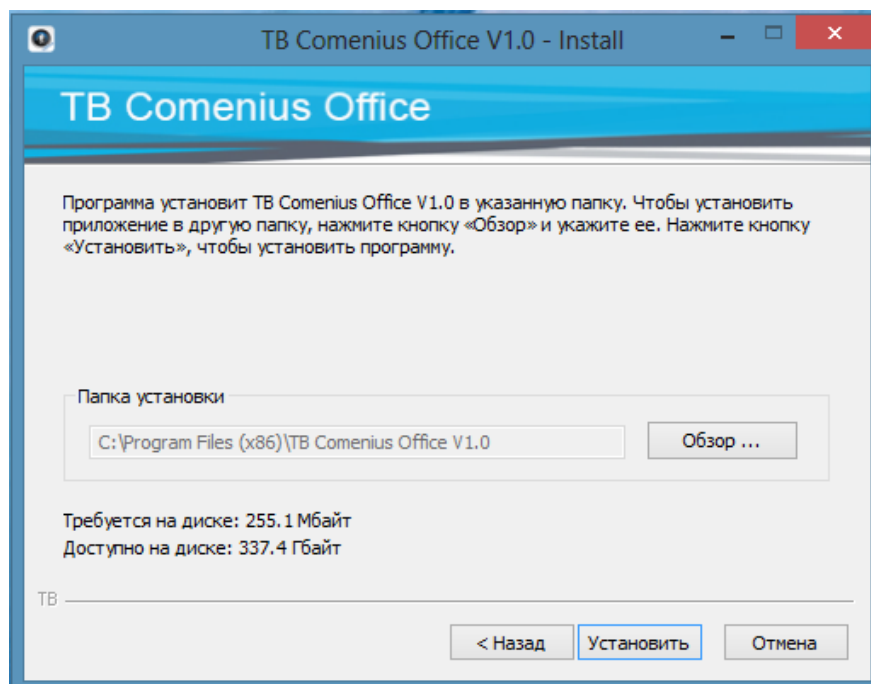 TB Comenius Office V1.0 - Install
TB Comenius Office
Программа установит TB Comenius Office V1.0 в указанную папку. Чтобы установить
приложение в другую папку, нажмите кнопку «Обзор» и укажите ее. Нажмите кнопку
«Установить», чтобы установить программу.
Папка установки
C:\Program Files (x86)\TB Comenius Office V1.0
Обзор ...
Требуется на диске: 255.1 Мбайт
Доступно на диске: 337.4 Гбайт
TB
< Назад
Установить
Отмена